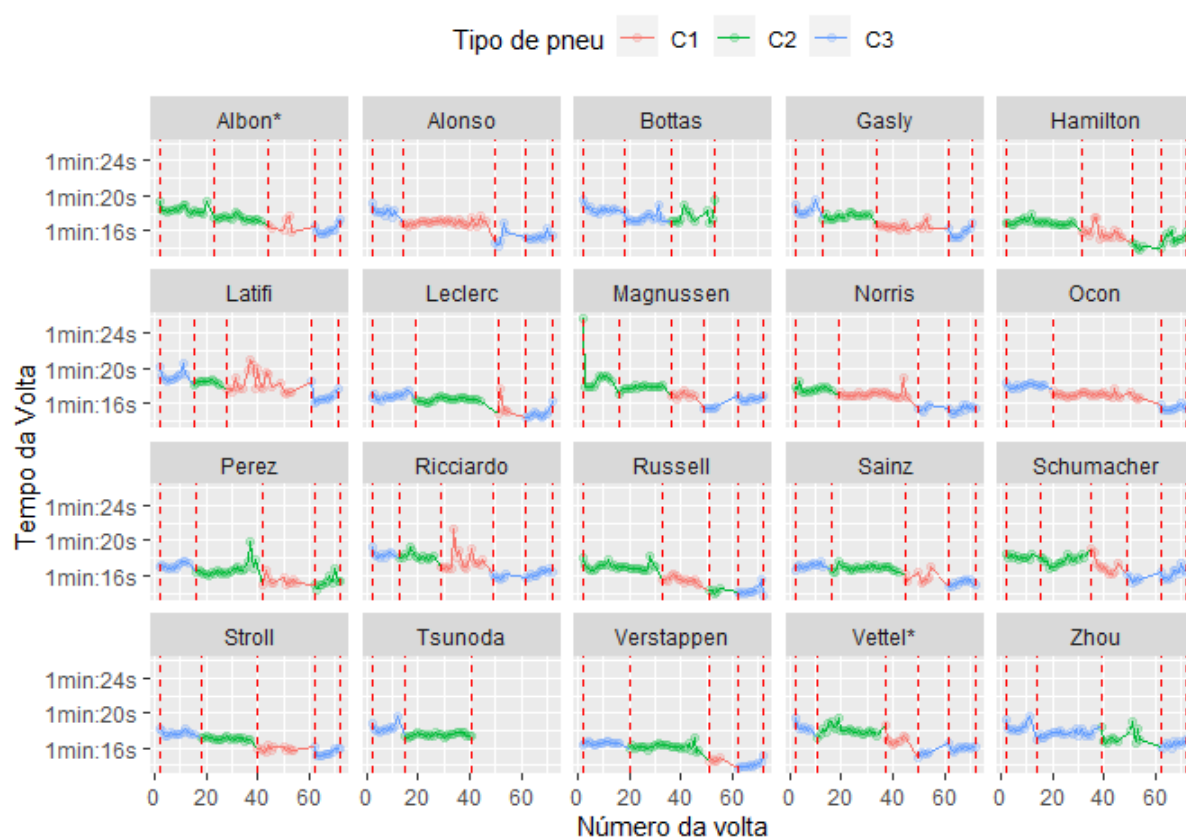 Tipo de pneu C1 C2 C3
Albon* Alonso Bottas Gasly Hamilton
1min:24s
1min:20s
1min:16s
Latifi Leclerc Magnussen Norris Ocon
1min:24s
1min:20s
1min:16s
Perez Ricciardo Russell Sainz Schumacher
1min:24s
1min:20s
1min:16s
Stroll Tsunoda Verstappen Vettel* Zhou
1min:24s
1min:20s
1min:16s
0 20 40 60 0 20 40 60 0 20 40 60 0 20 40 60 0 20 40 60
Número da volta
Tempo da Volta